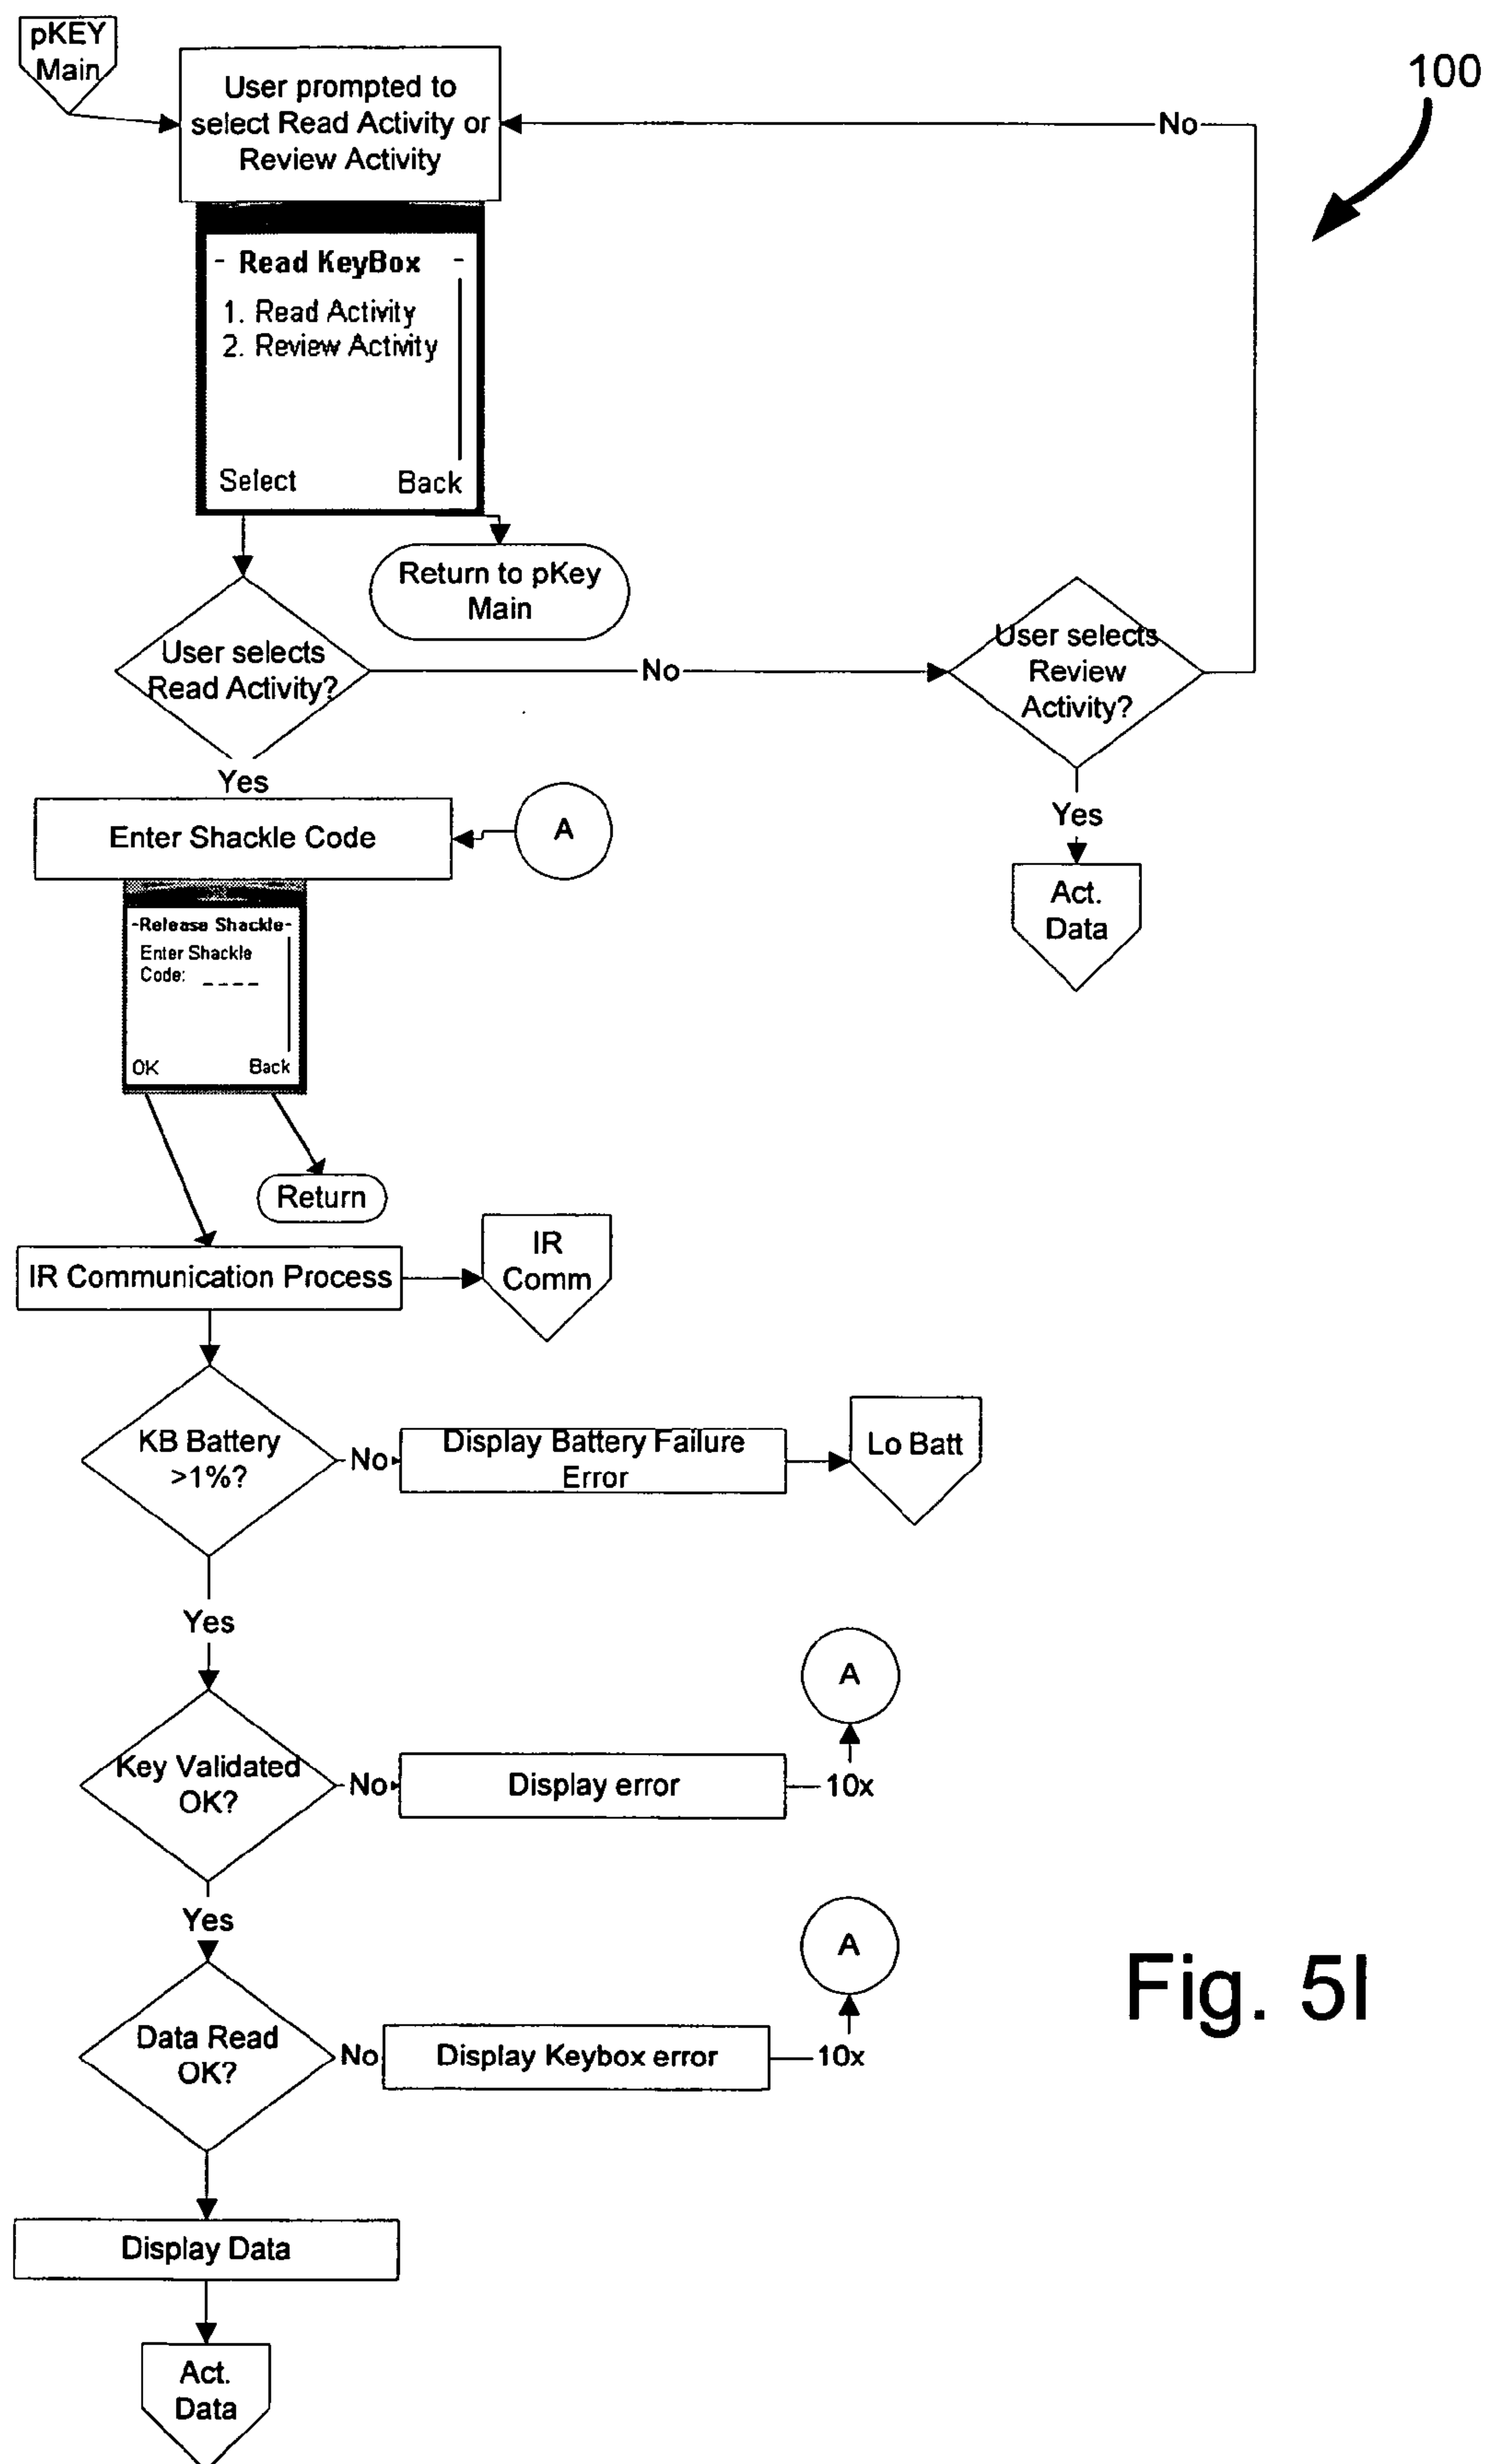 pKEY
Main
100
User prompted to
select Read Activity or
Review Activity
No
- Read KeyBox -
1. Read Activity
2. Review Activity
Select Back
Return to pKey
Main
User selects
Read Activity?
No
User selects
Review
Activity?
Yes
Yes
Enter Shackle Code
A
Act.
Data
-Release Shackle-
Enter Shackle
Code: _ _ _ _
OK Back
Return
IR Communication Process
IR
Comm
KB Battery
>1%?
No
Display Battery Failure
Error
Lo Batt
Yes
A
Key Validated
OK?
No
Display error
10x
Yes
A
Data Read
OK?
No
Display Keybox error
10x
Fig. 5I
Display Data
Act.
Data